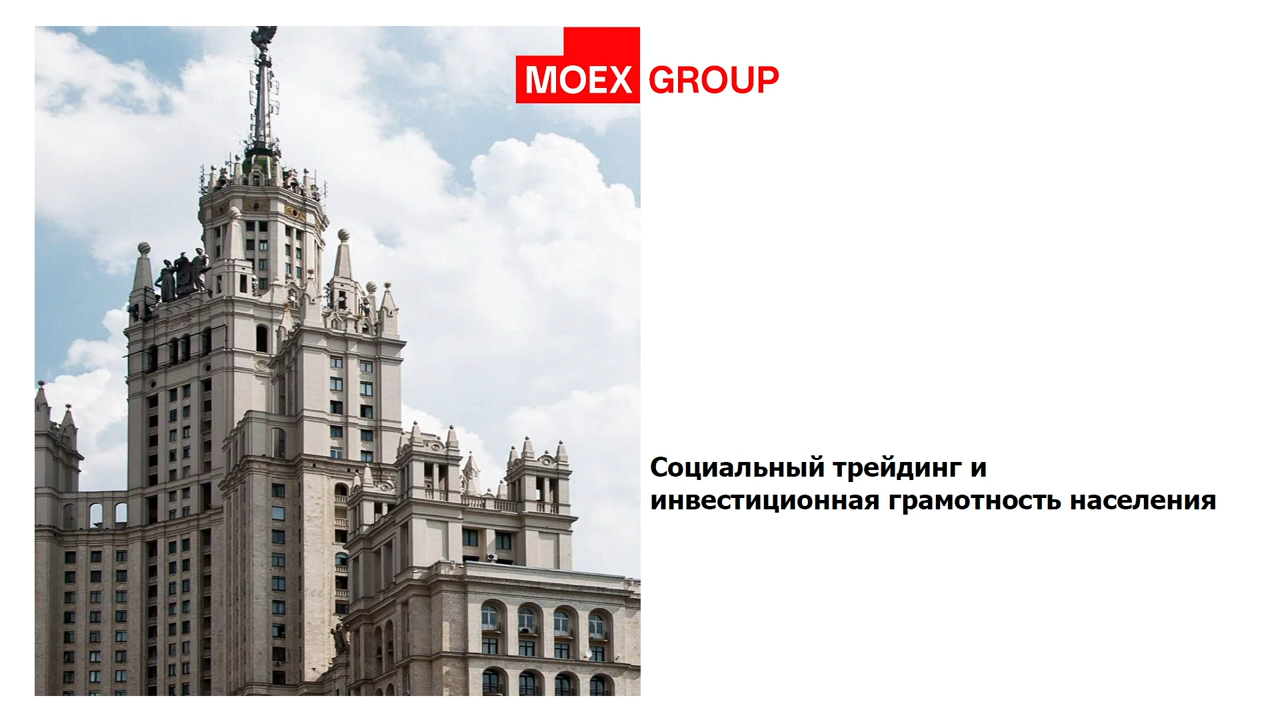 MOEX GROUP
Социальный трейдинг и
инвестиционная грамотность населения